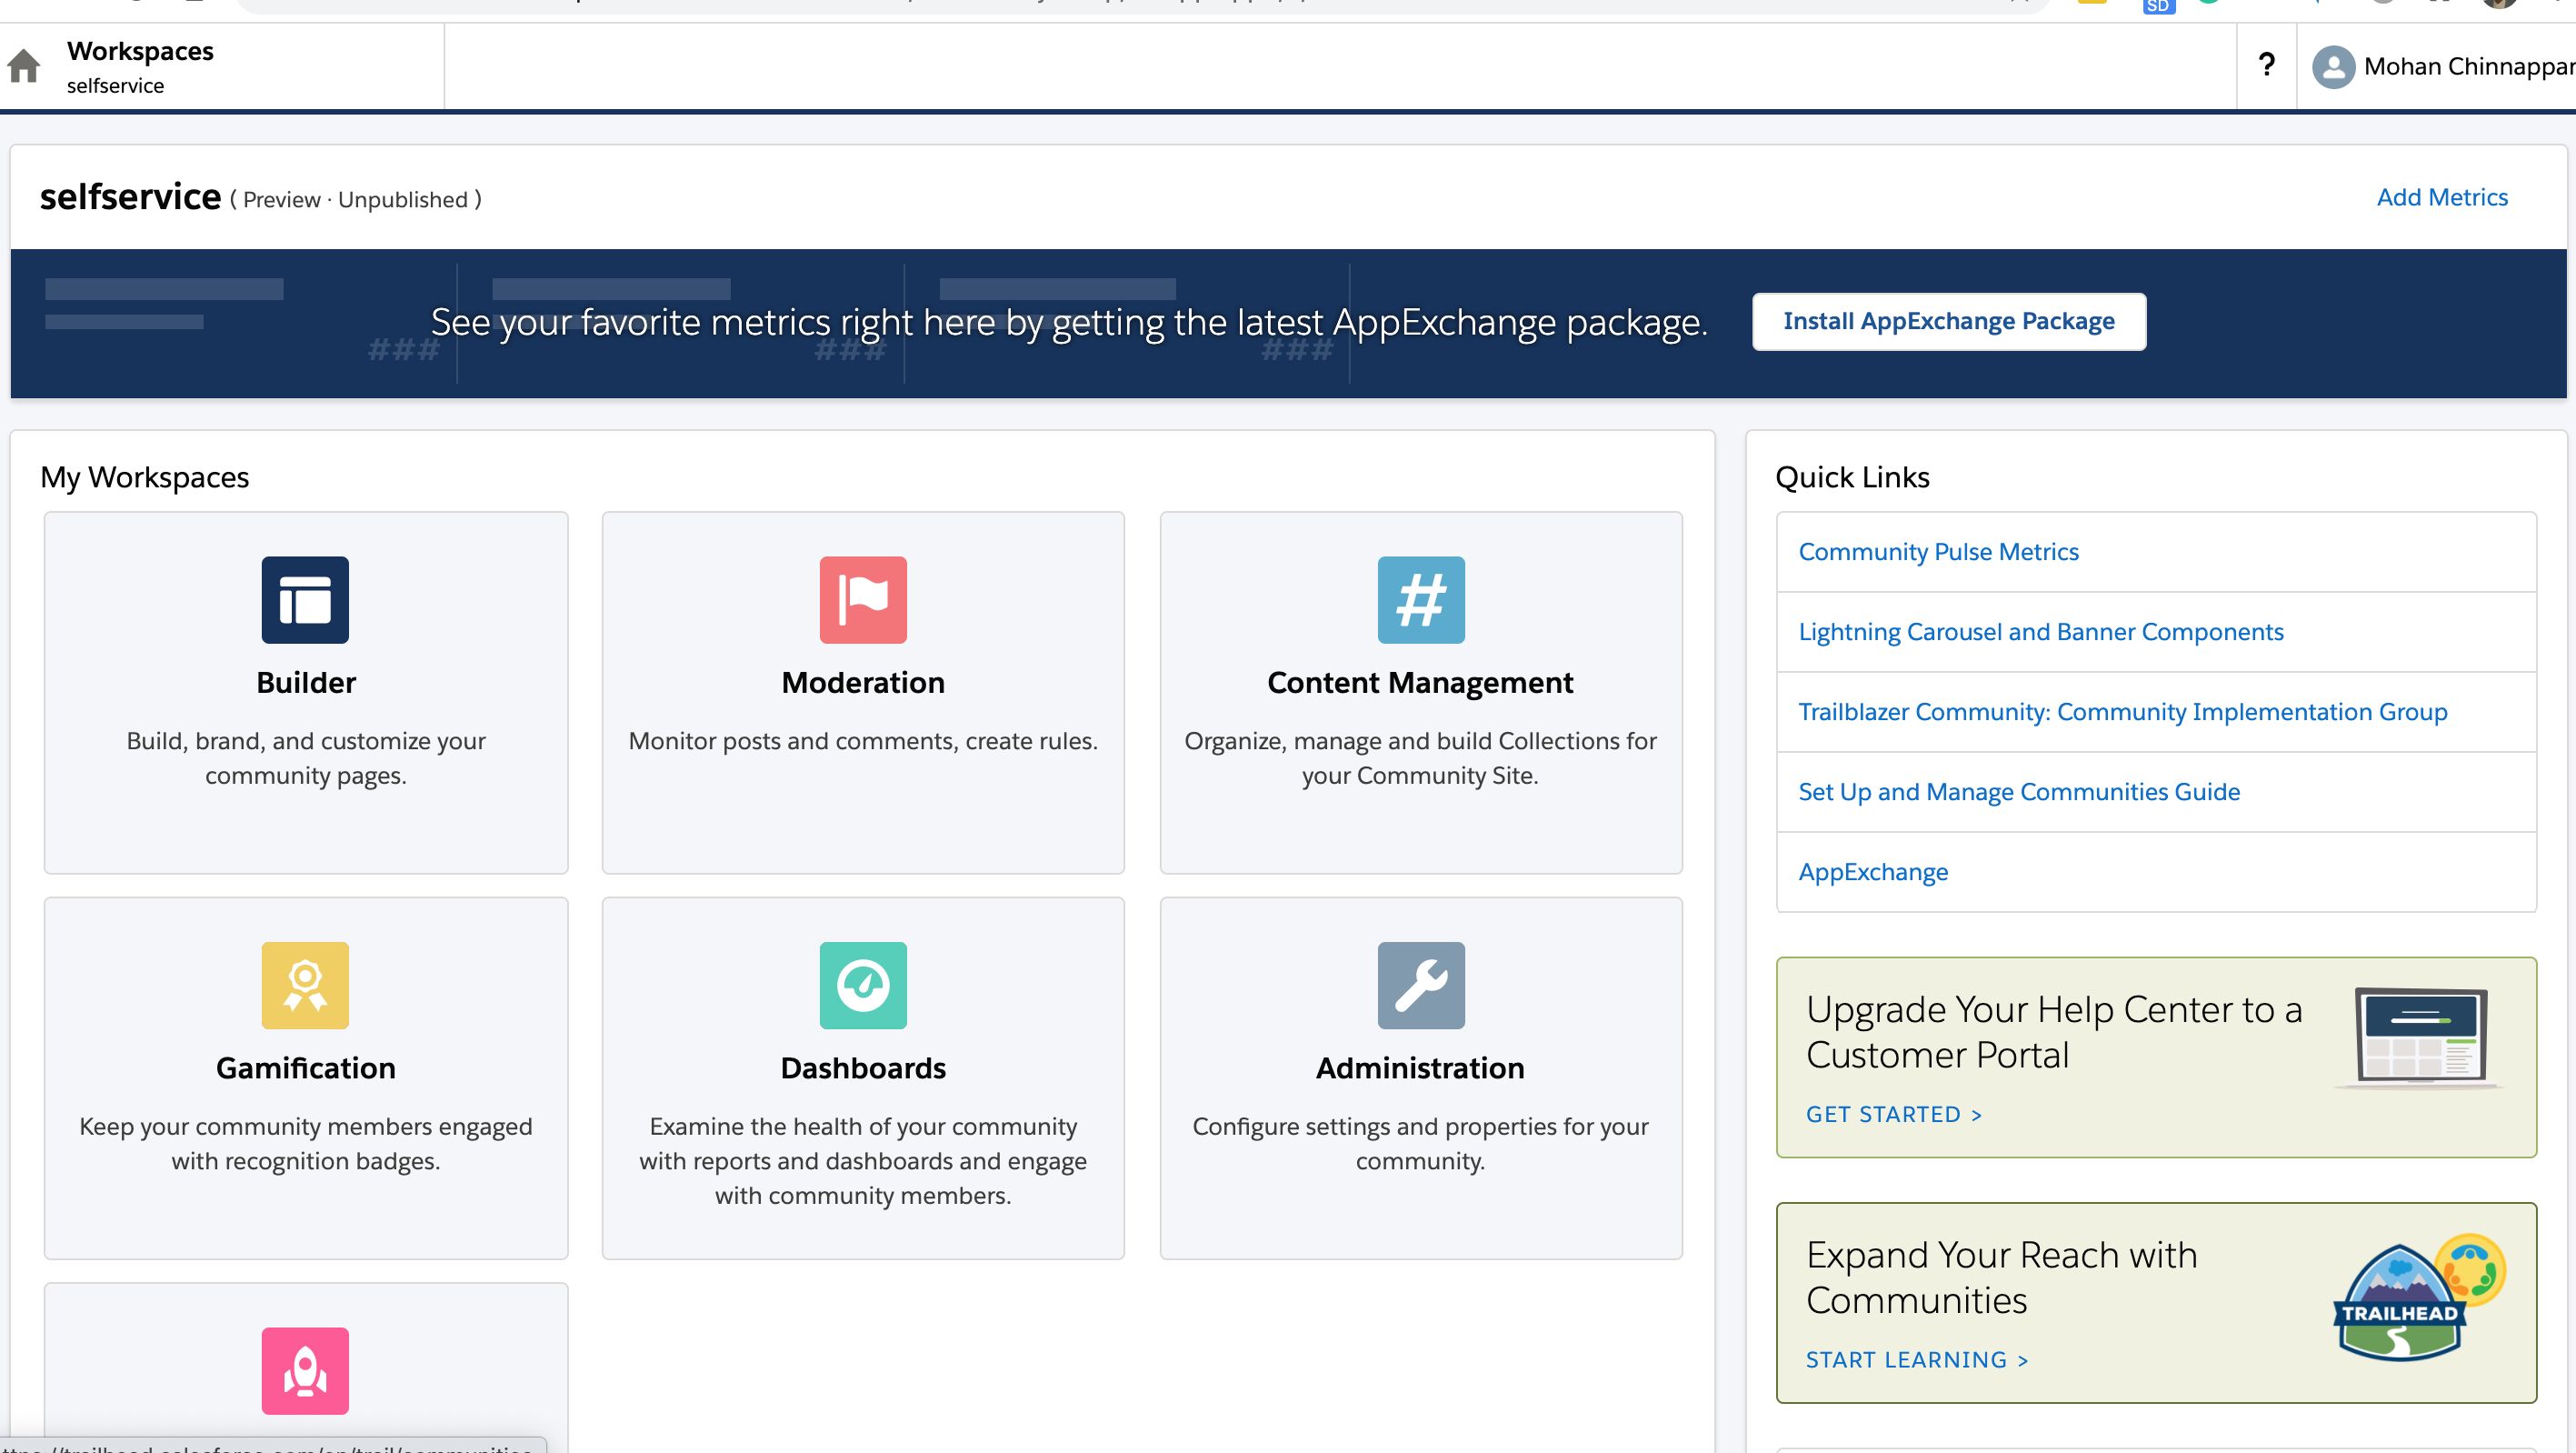 SD
Workspaces
selfservice
?
Mohan Chinnappan
selfservice ( Preview · Unpublished )
Add Metrics
See your favorite metrics right here by getting the latest AppExchange package.
Install AppExchange Package
###
###
###
My Workspaces
Builder
Build, brand, and customize your
community pages.
Moderation
Monitor posts and comments, create rules.
#
Content Management
Organize, manage and build Collections for
your Community Site.
Gamification
Keep your community members engaged
with recognition badges.
Dashboards
Examine the health of your community
with reports and dashboards and engage
with community members.
Administration
Configure settings and properties for your
community.
Quick Links
Community Pulse Metrics
Lightning Carousel and Banner Components
Trailblazer Community: Community Implementation Group
Set Up and Manage Communities Guide
AppExchange
Upgrade Your Help Center to a
Customer Portal
GET STARTED >
Expand Your Reach with
Communities
START LEARNING >
TRAILHEAD